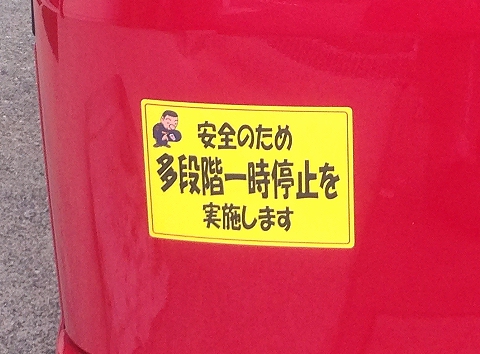 安全のため
多段階一時停止を
実施します